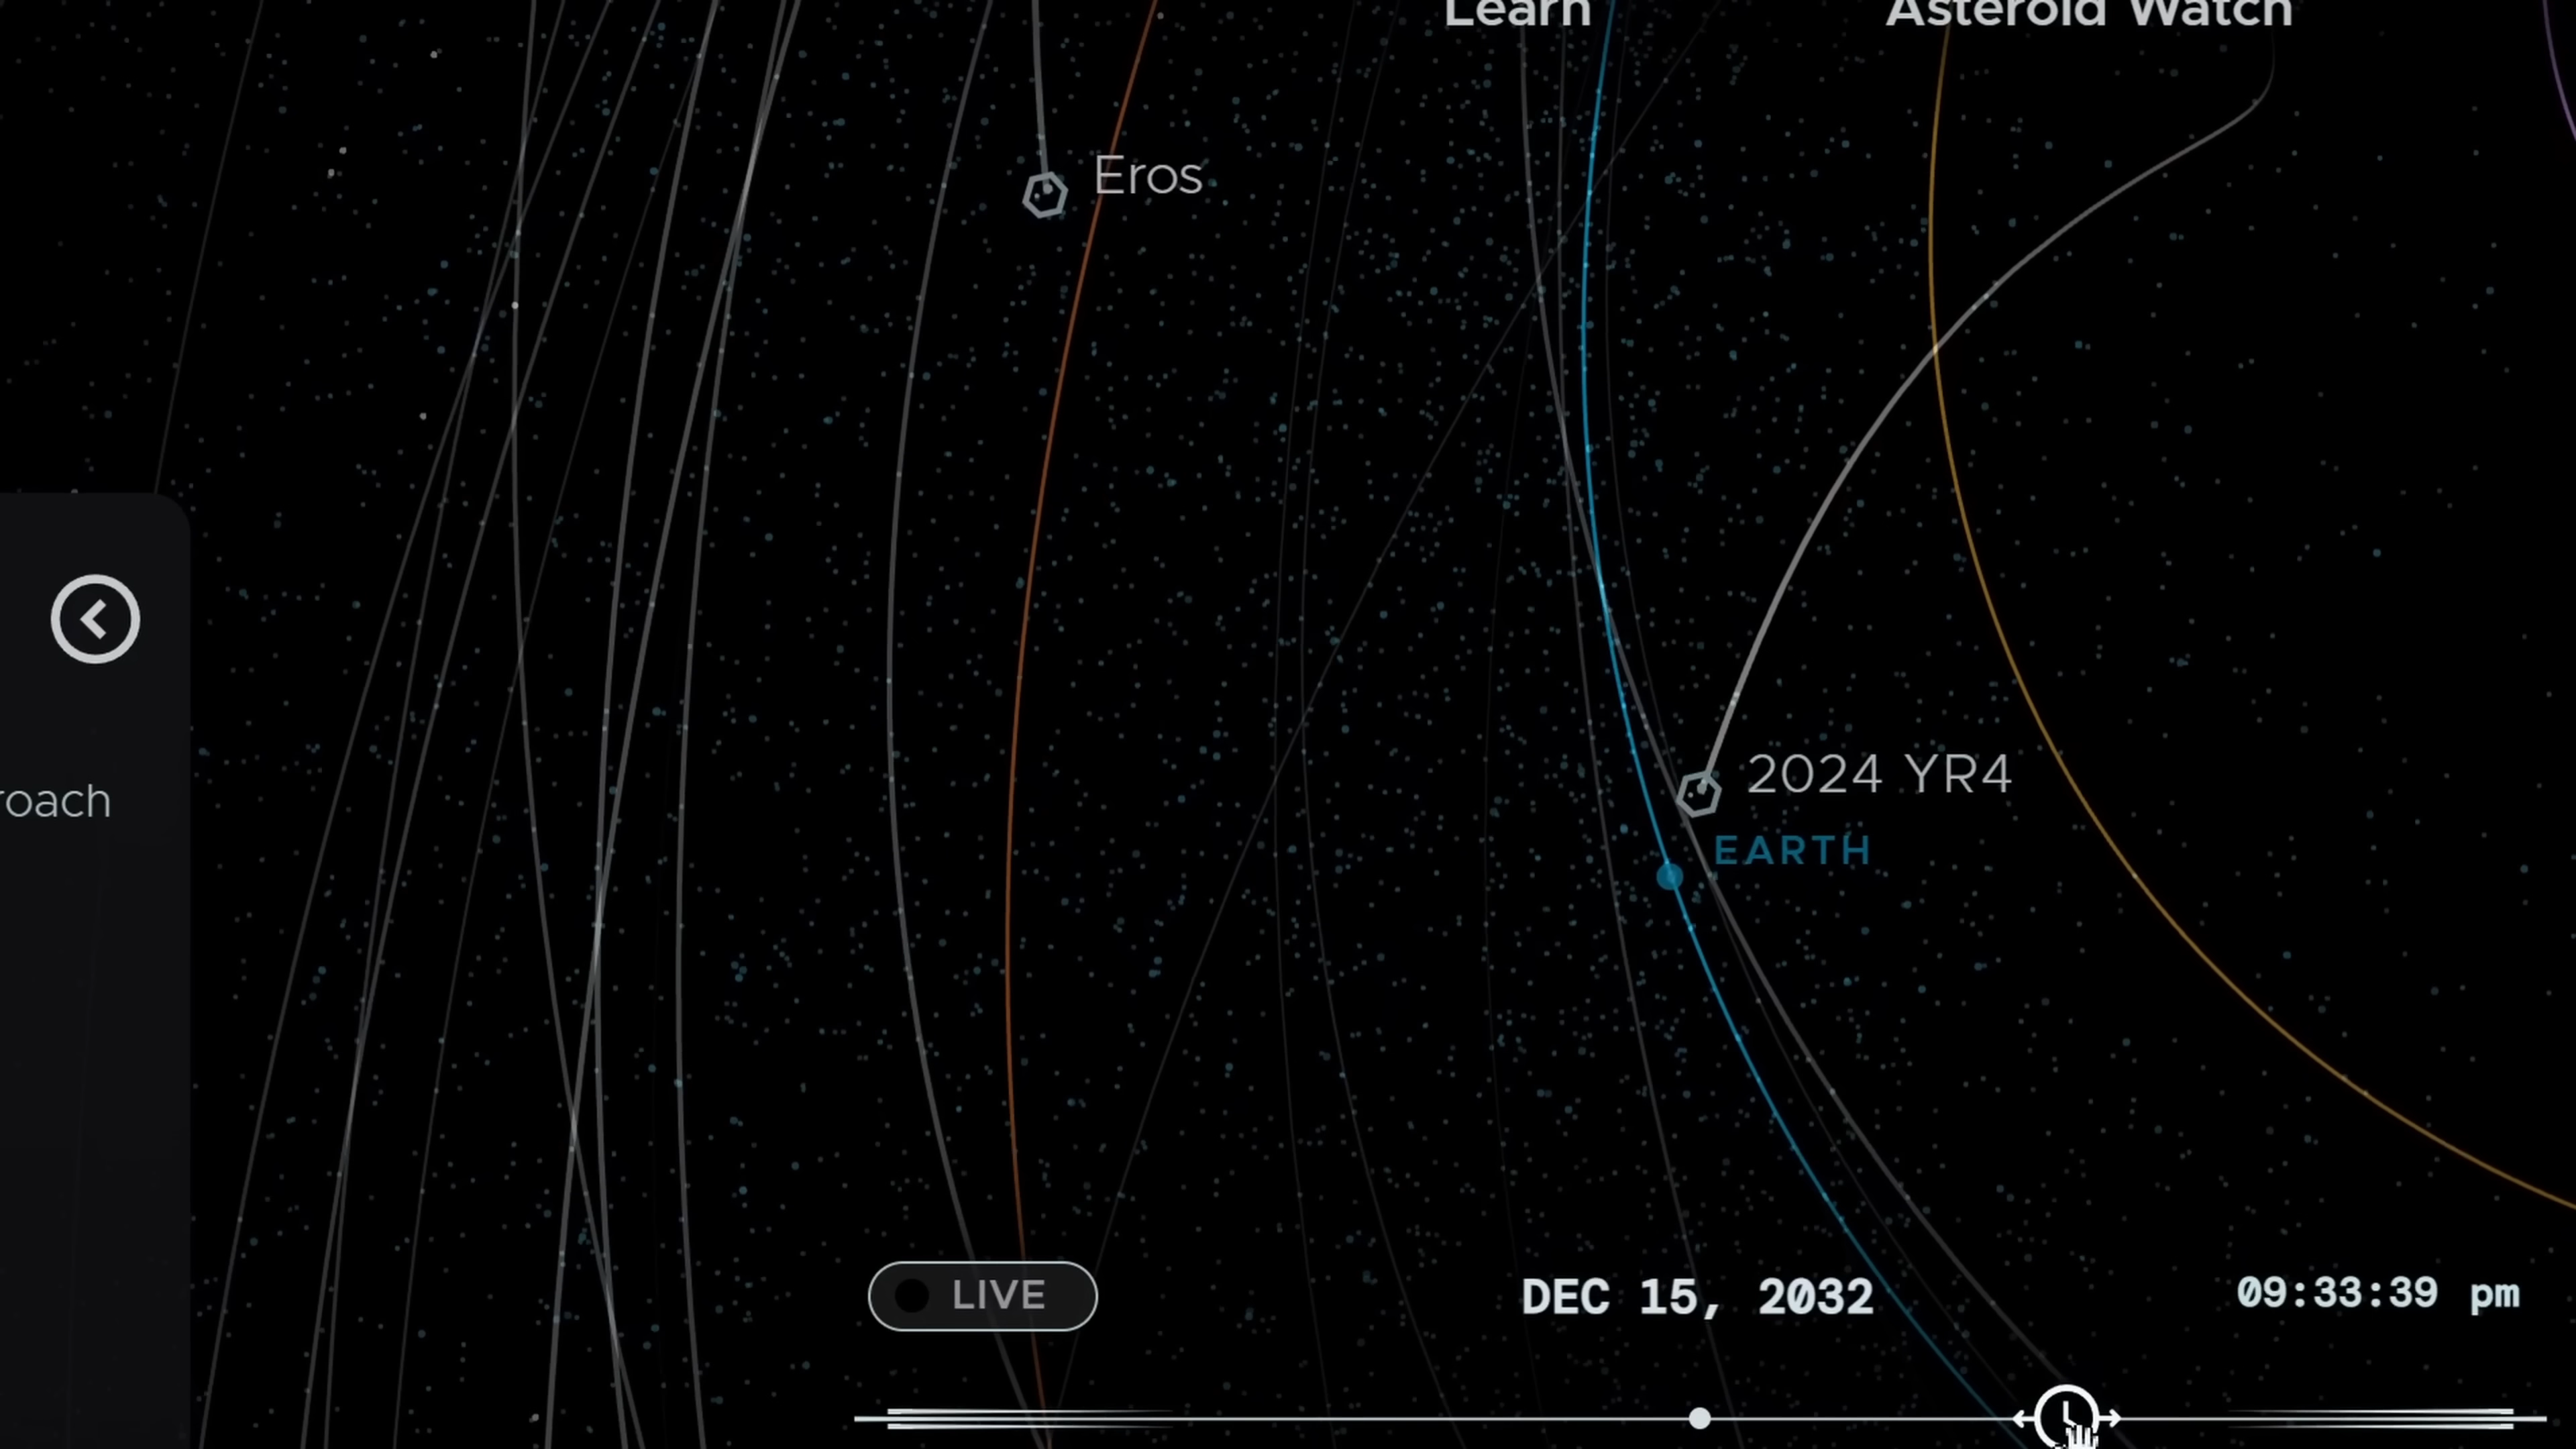 Learn
Asteroid Watch
Eros
2024 YR4
roach
EARTH
LIVE
DEC 15, 2032
09:33:39 pm